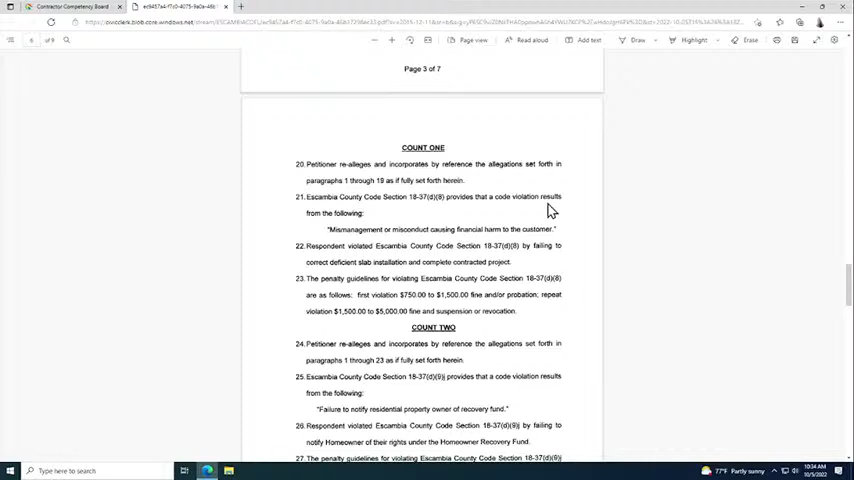 Contractor Competency Board
6 of 9
Page view
Read aloud
Add text
Draw
Highlight
Erase
Page 3 of 7
COUNT ONE
20. Petitioner re-alleges and incorporates by reference the allegations set forth in
paragraphs 1 through 19 as if fully set forth herein.
21. Escambia County Code Section 18-37(d)(8) provides that a code violation results
from the following:
"Mismanagement or misconduct causing financial harm to the customer."
22. Respondent violated Escambia County Code Section 18-37(d)(8) by failing to
correct deficient slab installation and complete contracted project.
23. The penalty guidelines for violating Escambia County Code Section 18-37(d)(8)
are as follows: first violation $750.00 to $1,500.00 fine and/or probation; repeat
violation $1,500.00 to $5,000.00 fine and suspension or revocation.
COUNT TWO
24. Petitioner re-alleges and incorporates by reference the allegations set forth in
paragraphs 1 through 23 as if fully set forth herein.
25. Escambia County Code Section 18-37(d)(9)j provides that a code violation results
from the following:
"Failure to notify residential property owner of recovery fund."
26. Respondent violated Escambia County Code Section 18-37(d)(9)j by failing to
notify Homeowner of their rights under the Homeowner Recovery Fund.
27. The penalty guidelines for violating Escambia County Code Section 18-37(d)(9)j
Type here to search
77°F Partly sunny
10:34 AM
10/5/2022